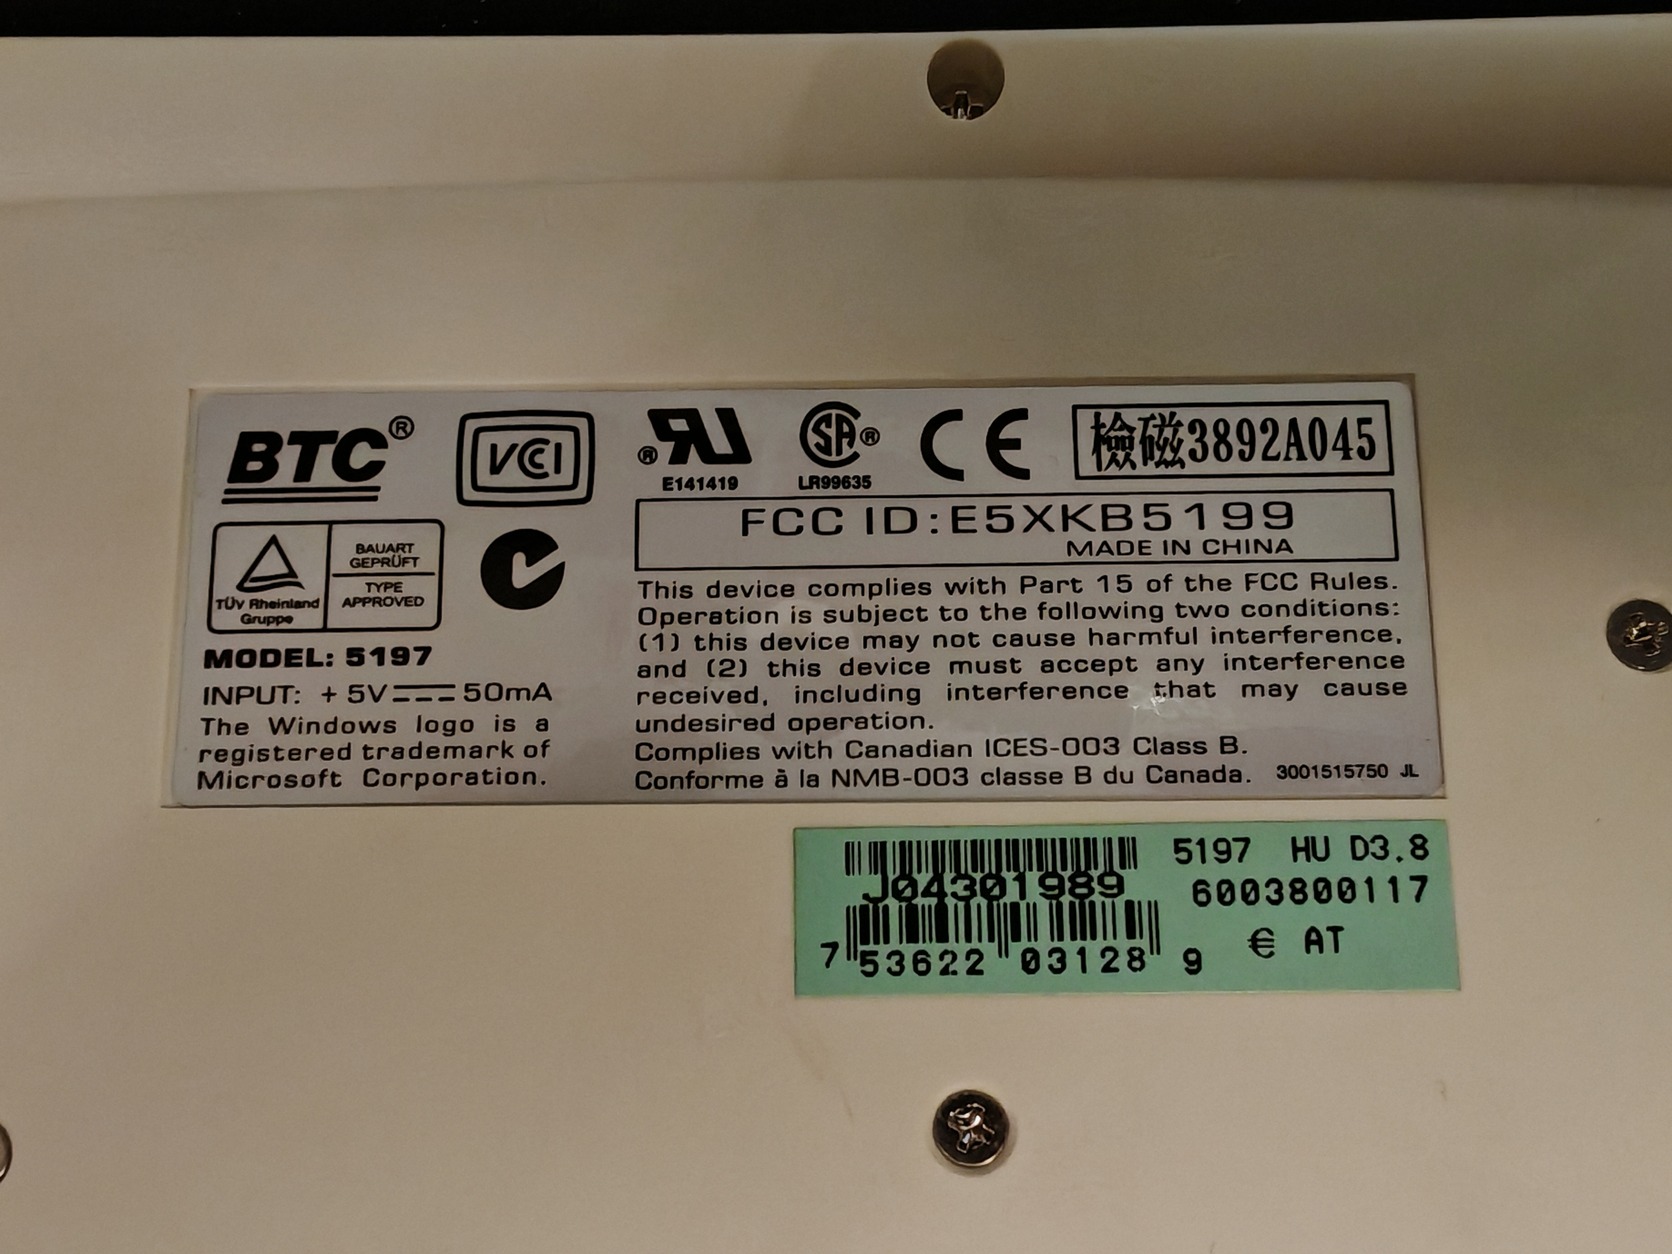 BTC®
VCCI
® RU
E141419
SA®
LR99635
CE
檢磁3892A045
FCC ID:E5XKB5199
MADE IN CHINA
TÜV Rheinland
Gruppe
BAUART
GEPRÜFT
TYPE
APPROVED
MODEL: 5197
INPUT: +5V 50mA
The Windows logo is a
registered trademark of
Microsoft Corporation.
This device complies with Part 15 of the FCC Rules.
Operation is subject to the following two conditions:
(1) this device may not cause harmful interference,
and (2) this device must accept any interference
received, including interference that may cause
undesired operation.
Complies with Canadian ICES-003 Class B.
Conforme à la NMB-003 classe B du Canada. 3001515750 JL
J04301989
7 53622 03128 9
5197 HU D3.8
6003800117
€ AT